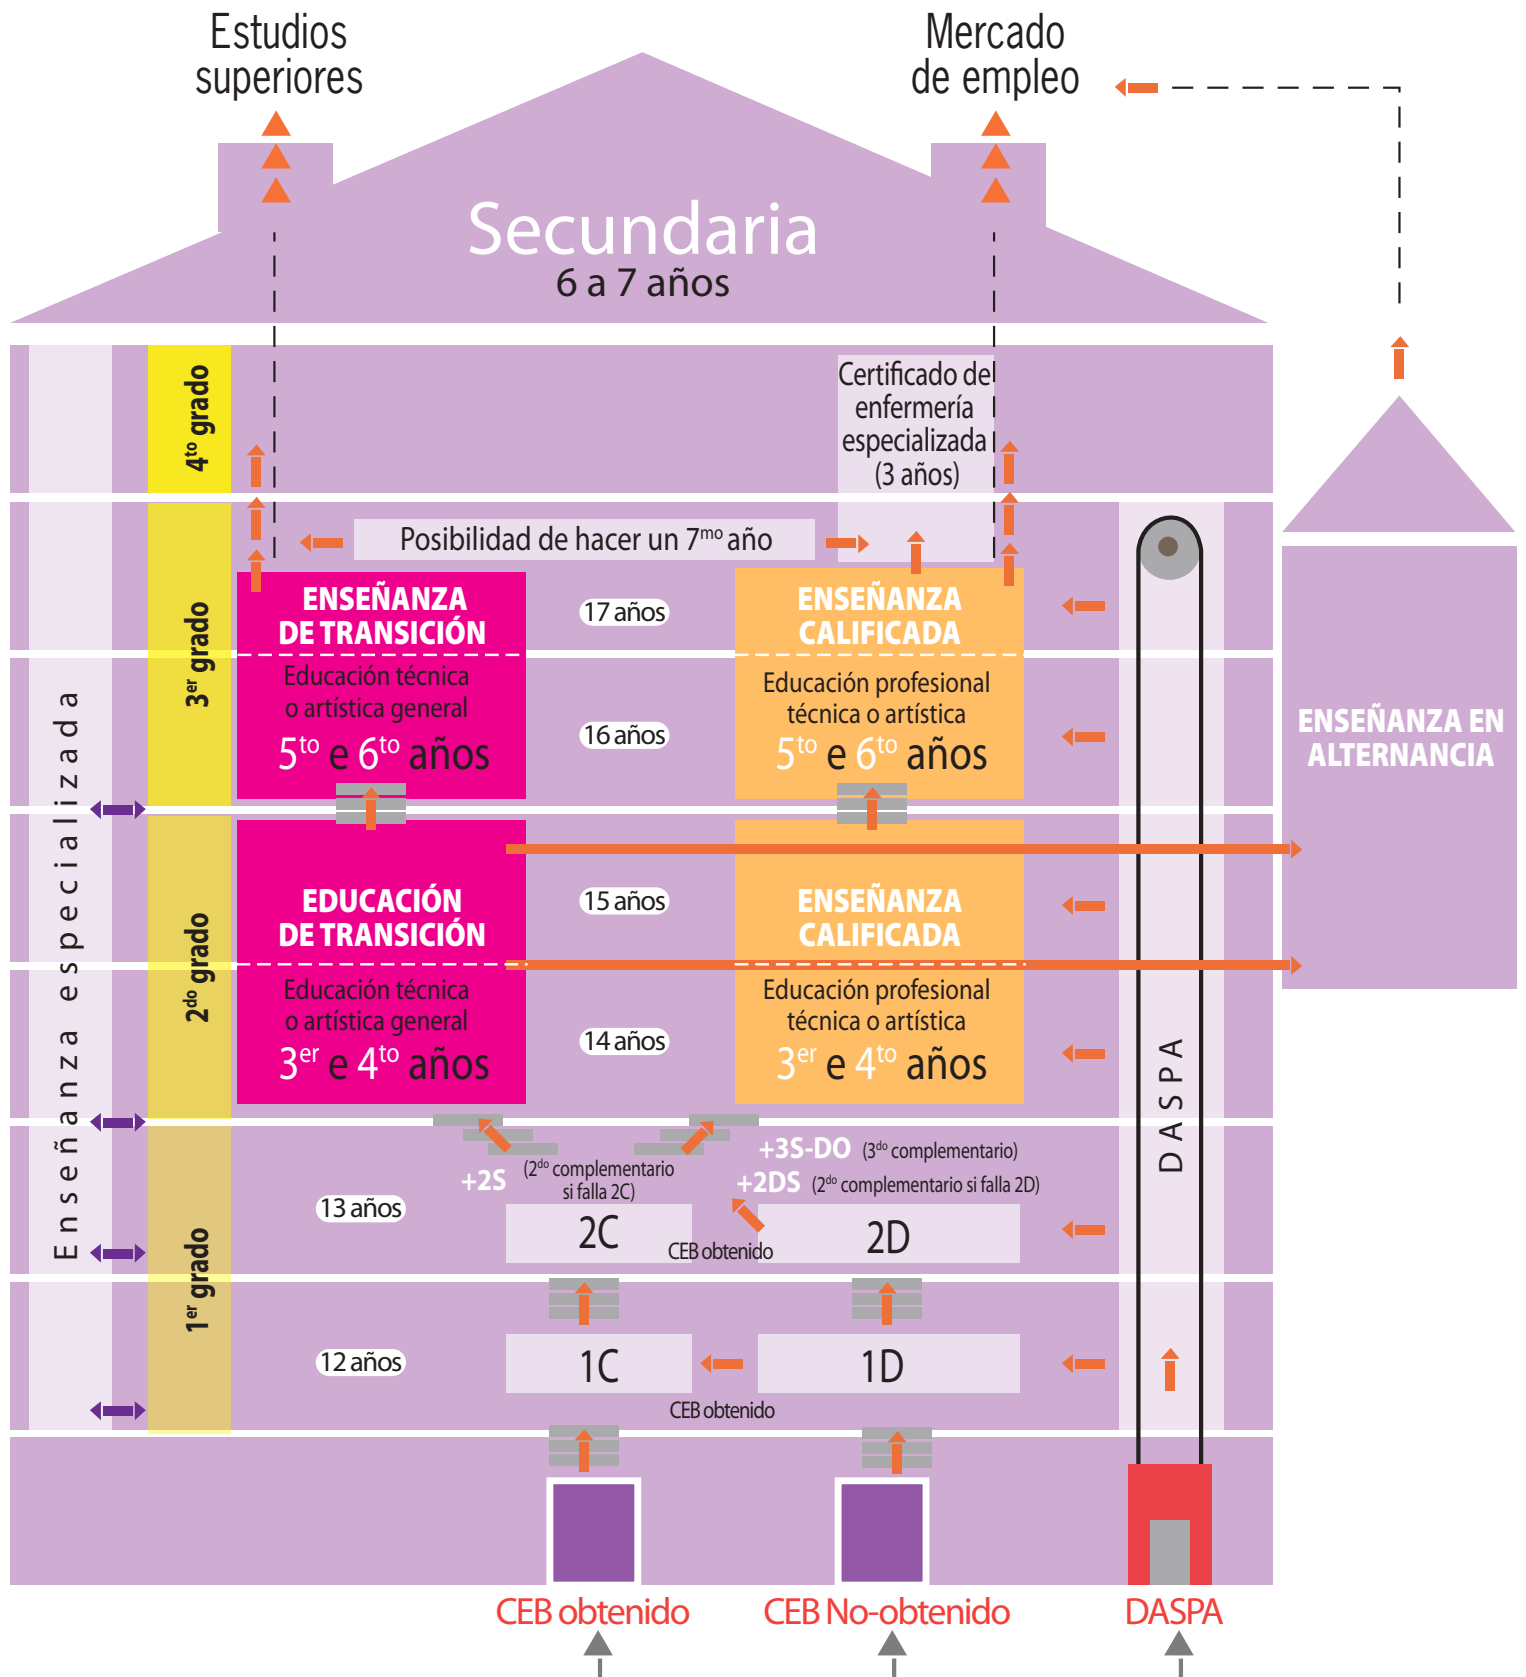 Estudios
superiores
Mercado
de empleo
Secundaria
6 a 7 años
4to grado
Certificado de
enfermería
especializada
(3 años)
Posibilidad de hacer un 7mo año
3er grado
ENSEÑANZA
DE TRANSICIÓN
Educación técnica
o artística general
5to e 6to años
17 años
16 años
ENSEÑANZA
CALIFICADA
Educación profesional
técnica o artística
5to e 6to años
ENSEÑANZA EN
ALTERNANCIA
Enseñanza especializada
2do grado
EDUCACIÓN
DE TRANSICIÓN
Educación técnica
o artística general
3er e 4to años
15 años
14 años
ENSEÑANZA
CALIFICADA
Educación profesional
técnica o artística
3er e 4to años
DASPA
1er grado
13 años
+2S (2do complementario
si falla 2C)
+3S-DO (3do complementario)
+2DS (2do complementario si falla 2D)
2C
CEB obtenido
2D
12 años
1C
1D
CEB obtenido
CEB obtenido
CEB No-obtenido
DASPA